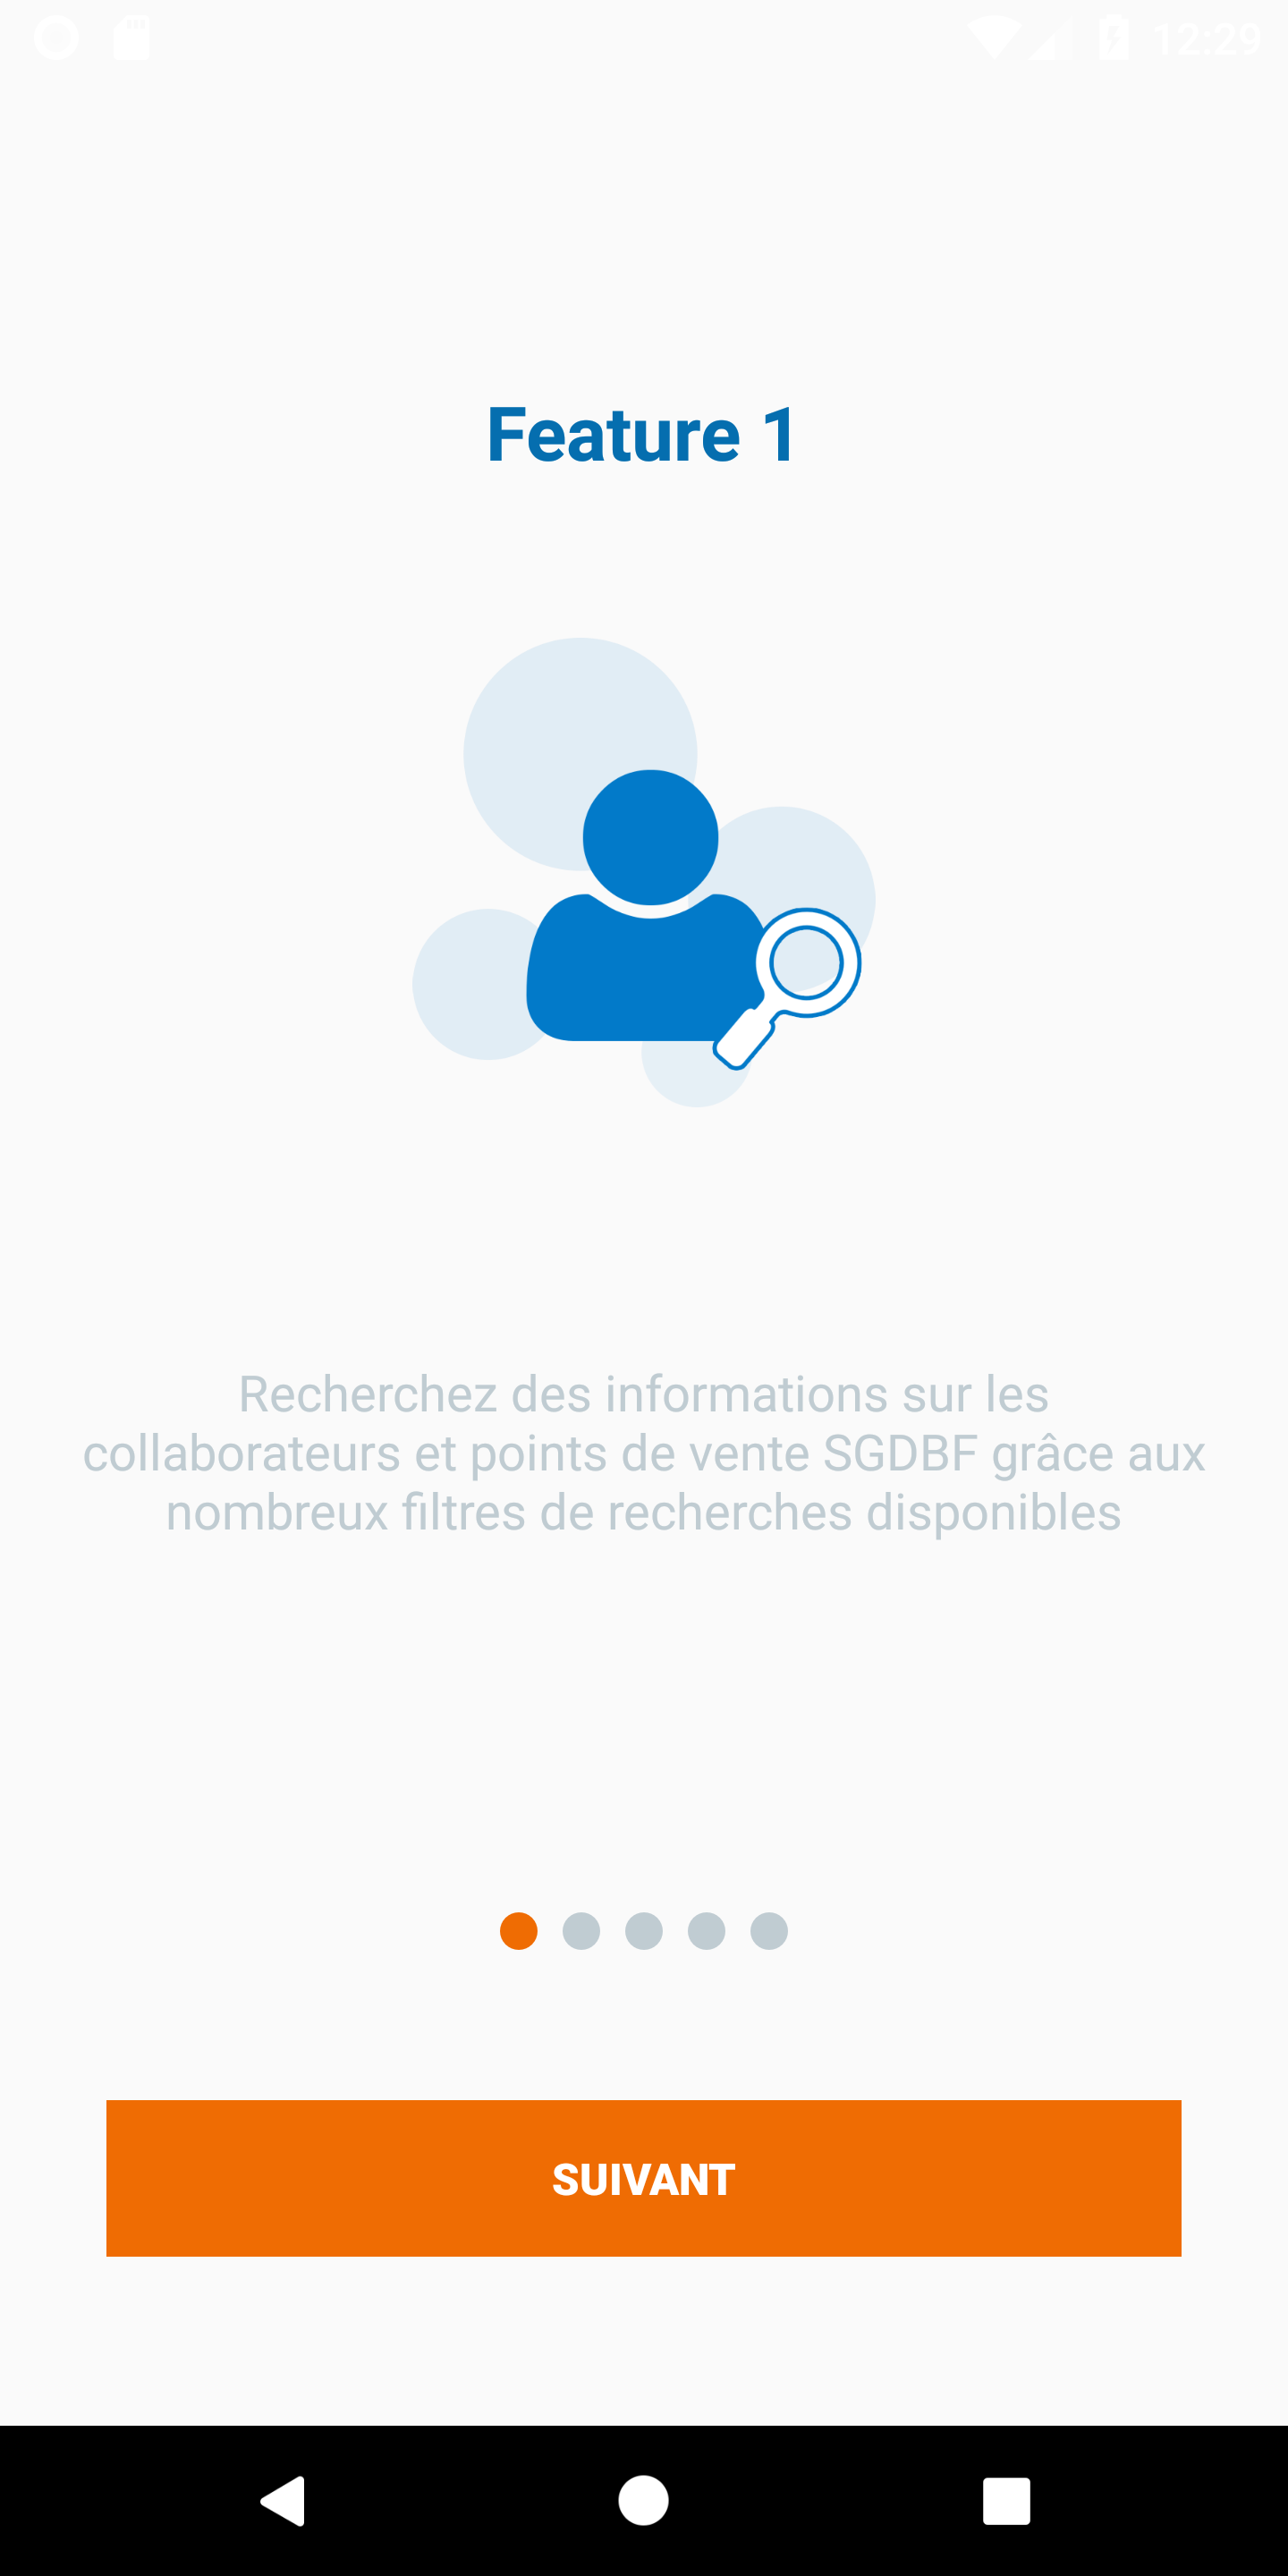 12:29
Feature 1
Recherchez des informations sur les
collaborateurs et points de vente SGDBF grâce aux
nombreux filtres de recherches disponibles
SUIVANT